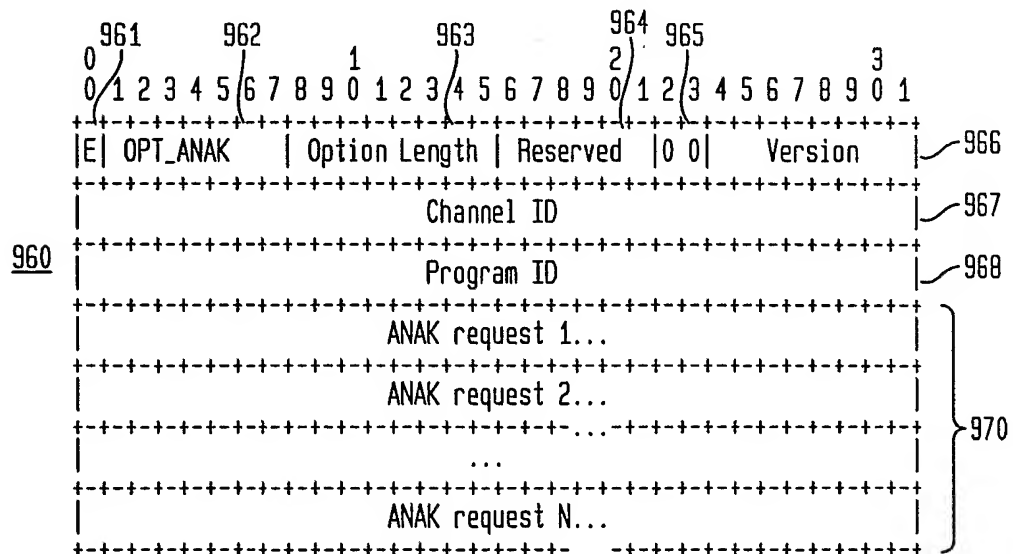 961 962 963 964 965
0 1 2 3
0 1 2 3 4 5 6 7 8 9 0 1 2 3 4 5 6 7 8 9 0 1 2 3 4 5 6 7 8 9 0 1
+-+-+-+-+-+-+-+-+-+-+-+-+-+-+-+-+-+-+-+-+-+-+-+-+-+-+-+-+-+-+-+-+
|E| OPT_ANAK | Option Length | Reserved |0 0| Version | 966
+-+-+-+-+-+-+-+-+-+-+-+-+-+-+-+-+-+-+-+-+-+-+-+-+-+-+-+-+-+-+-+-+
| Channel ID | 967
+-+-+-+-+-+-+-+-+-+-+-+-+-+-+-+-+-+-+-+-+-+-+-+-+-+-+-+-+-+-+-+-+
960
| Program ID | 968
+-+-+-+-+-+-+-+-+-+-+-+-+-+-+-+-+-+-+-+-+-+-+-+-+-+-+-+-+-+-+-+-+
| ANAK request 1... |
+-+-+-+-+-+-+-+-+-+-+-+-+-+-+-+-+-+-+-+-+-+-+-+-+-+-+-+-+-+-+-+-+
| ANAK request 2... |
+-+-+-+-+-+-+-+-+-+-+-+-+-+-+-+-+-+-+-...-+-+-+-+-+-+-+-+-+-+-+-+ 970
| ... |
+-+-+-+-+-+-+-+-+-+-+-+-+-+-+-+-+-+-+-+-+-+-+-+-+-+-+-+-+-+-+-+-+
| ANAK request N... |
+-+-+-+-+-+-+-+-+-+-+-+-+-+-+-+-+-+-+- -+-+-+-+-+-+-+-+-+-+-+-+